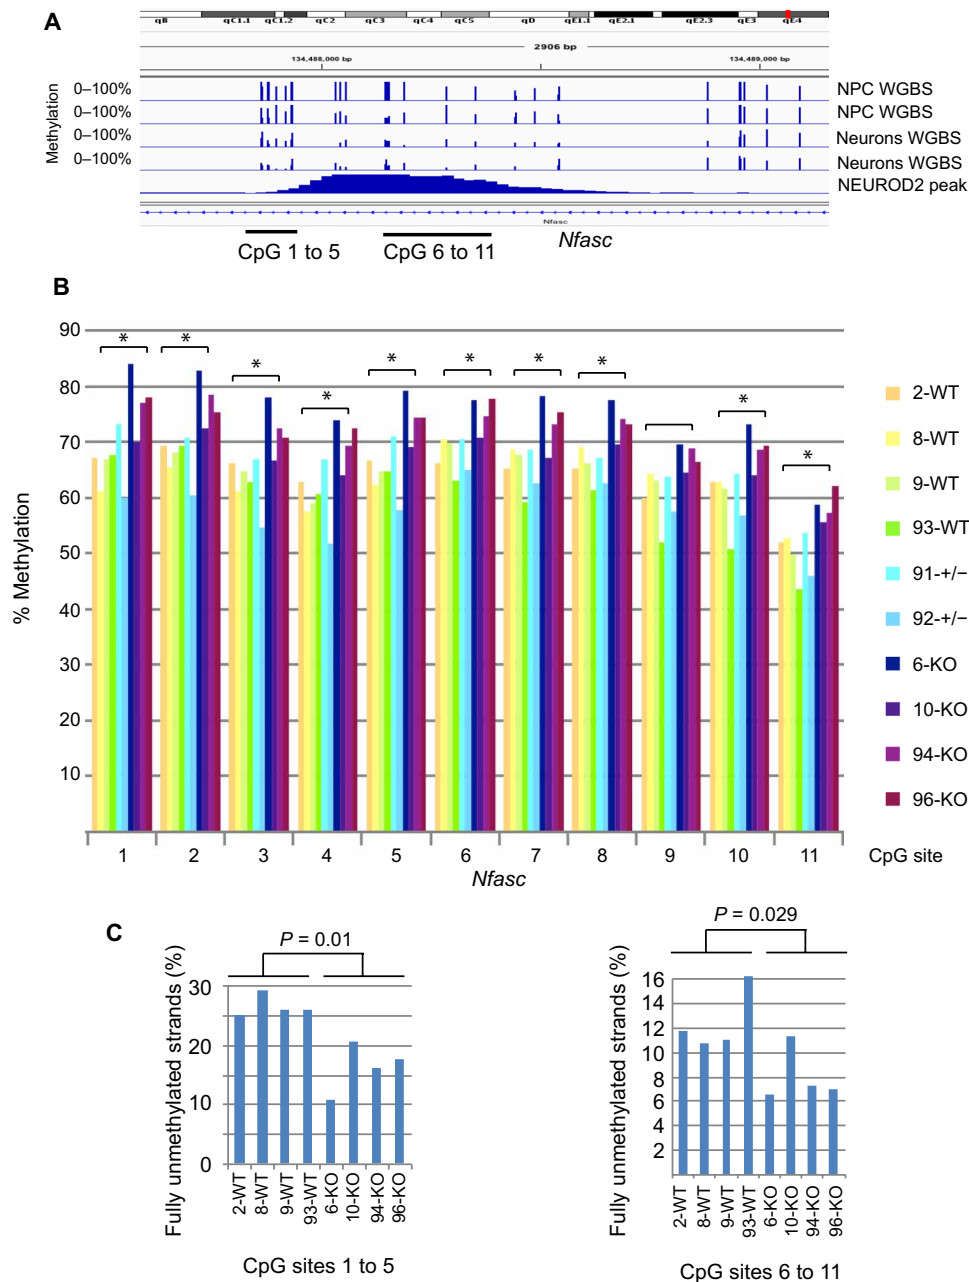 A
qB qC1.1 qC1.2 qC2 qC3 qC4 qC5 qD qE1.1 qE2.1 qE2.3 qE3 qE4
2906 bp
134,488,000 bp 134,489,000 bp
Methylation
0–100% NPC WGBS
0–100% NPC WGBS
0–100% Neurons WGBS
0–100% Neurons WGBS
NEUROD2 peak
Nfasc
CpG 1 to 5 CpG 6 to 11 Nfasc
B
% Methylation
90
80
70
60
50
40
30
20
10
* * * * * * * * * *
1 2 3 4 5 6 7 8 9 10 11 CpG site
Nfasc
2-WT
8-WT
9-WT
93-WT
91-+/−
92-+/−
6-KO
10-KO
94-KO
96-KO
C
P = 0.01
Fully unmethylated strands (%)
30
20
10
0
2-WT 8-WT 9-WT 93-WT 6-KO 10-KO 94-KO 96-KO
CpG sites 1 to 5
P = 0.029
Fully unmethylated strands (%)
16
14
12
10
8
6
4
2
2-WT 8-WT 9-WT 93-WT 6-KO 10-KO 94-KO 96-KO
CpG sites 6 to 11